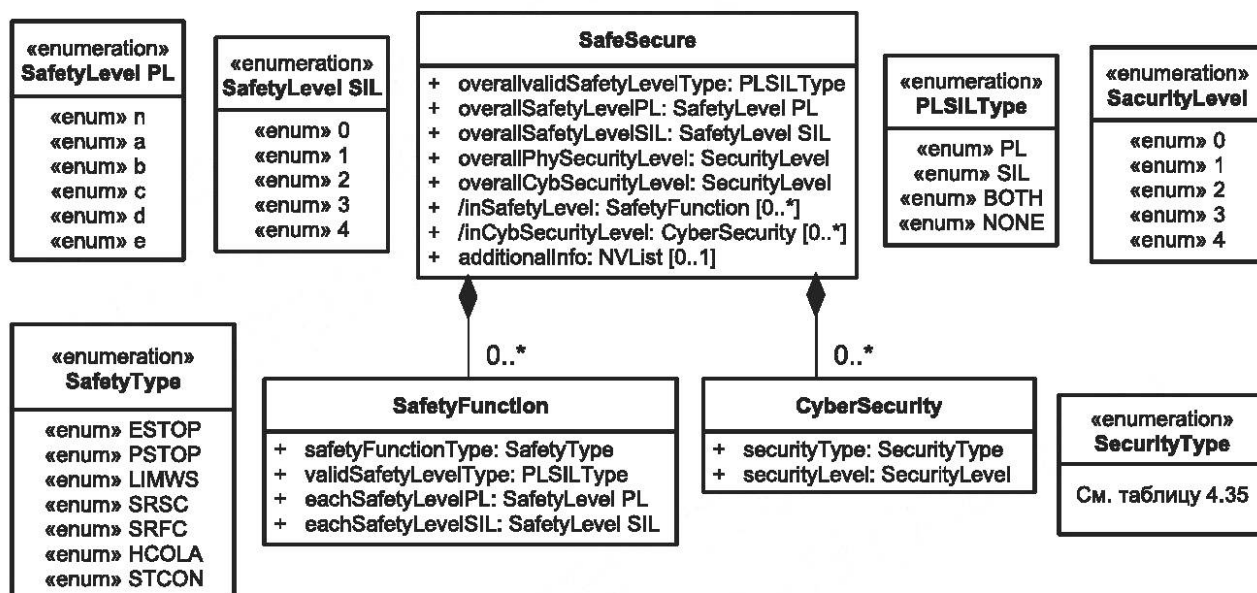 «enumeration»
SafetyLevel PL
«enum» n
«enum» a
«enum» b
«enum» c
«enum» d
«enum» e
«enumeration»
SafetyLevel SIL
«enum» 0
«enum» 1
«enum» 2
«enum» 3
«enum» 4
SafeSecure
+ overallvalidSafetyLevelType: PLSILType
+ overallSafetyLevelPL: SafetyLevel PL
+ overallSafetyLevelSIL: SafetyLevel SIL
+ overallPhySecurityLevel: SecurityLevel
+ overallCybSecurityLevel: SecurityLevel
+ /inSafetyLevel: SafetyFunction [0..*]
+ /inCybSecurityLevel: CyberSecurity [0..*]
+ additionalInfo: NVList [0..1]
«enumeration»
PLSILType
«enum» PL
«enum» SIL
«enum» BOTH
«enum» NONE
«enumeration»
SacurityLevel
«enum» 0
«enum» 1
«enum» 2
«enum» 3
«enum» 4
«enumeration»
SafetyType
«enum» ESTOP
«enum» PSTOP
«enum» LIMWS
«enum» SRSC
«enum» SRFC
«enum» HCOLA
«enum» STCON
0..*
SafetyFunction
+ safetyFunctionType: SafetyType
+ validSafetyLevelType: PLSILType
+ eachSafetyLevelPL: SafetyLevel PL
+ eachSafetyLevelSIL: SafetyLevel SIL
0..*
CyberSecurity
+ securityType: SecurityType
+ securityLevel: SecurityLevel
«enumeration»
SecurityType
См. таблицу 4.35